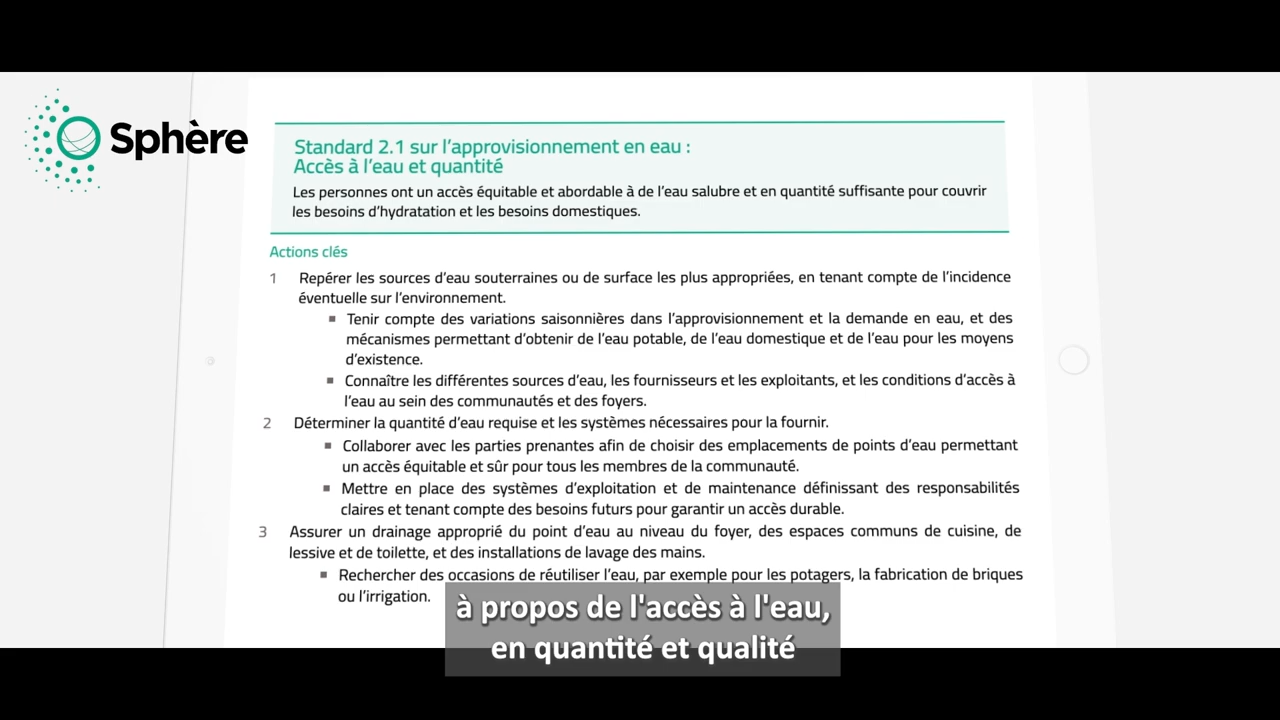 Sphère
Standard 2.1 sur l’approvisionnement en eau :
Accès à l’eau et quantité
Les personnes ont un accès équitable et abordable à de l’eau salubre et en quantité suffisante pour couvrir
les besoins d’hydratation et les besoins domestiques.
Actions clés
1 Repérer les sources d’eau souterraines ou de surface les plus appropriées, en tenant compte de l’incidence
éventuelle sur l’environnement.
▪ Tenir compte des variations saisonnières dans l’approvisionnement et la demande en eau, et des
mécanismes permettant d’obtenir de l’eau potable, de l’eau domestique et de l’eau pour les moyens
d’existence.
▪ Connaître les différentes sources d’eau, les fournisseurs et les exploitants, et les conditions d’accès à
l’eau au sein des communautés et des foyers.
2 Déterminer la quantité d’eau requise et les systèmes nécessaires pour la fournir.
▪ Collaborer avec les parties prenantes afin de choisir des emplacements de points d’eau permettant
un accès équitable et sûr pour tous les membres de la communauté.
▪ Mettre en place des systèmes d’exploitation et de maintenance définissant des responsabilités
claires et tenant compte des besoins futurs pour garantir un accès durable.
3 Assurer un drainage approprié du point d’eau au niveau du foyer, des espaces communs de cuisine, de
lessive et de toilette, et des installations de lavage des mains.
▪ Rechercher des occasions de réutiliser l’eau, par exemple pour les potagers, la fabrication de briques
ou l’irrigation.
à propos de l'accès à l'eau,
en quantité et qualité